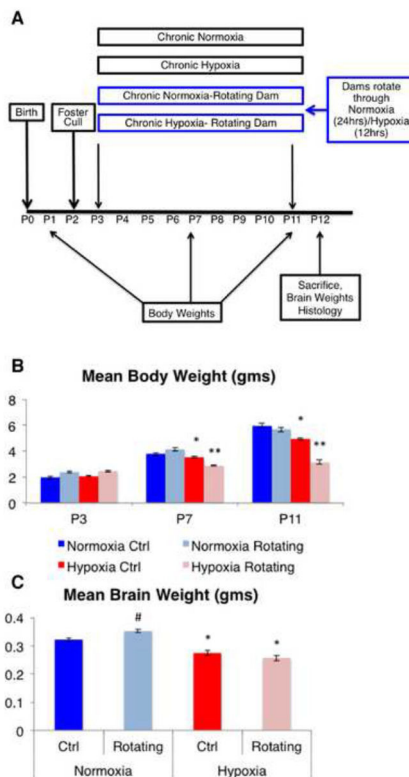 A
Chronic Normoxia
Chronic Hypoxia
Chronic Normoxia-Rotating Dam
Chronic Hypoxia- Rotating Dam
Dams rotate
through
Normoxia
(24hrs)/Hypoxia
(12hrs)
Birth
Foster
Cull
P0 P1 P2 P3 P4 P5 P6 P7 P8 P9 P10 P11 P12
Body Weights
Sacrifice,
Brain Weights
Histology
B
Mean Body Weight (gms)
8
6
4
2
0
*
**
*
**
P3 P7 P11
Normoxia Ctrl Normoxia Rotating
Hypoxia Ctrl Hypoxia Rotating
C
Mean Brain Weight (gms)
0.4
0.3
0.2
0.1
0
#
*
*
Ctrl Rotating Ctrl Rotating
Normoxia Hypoxia